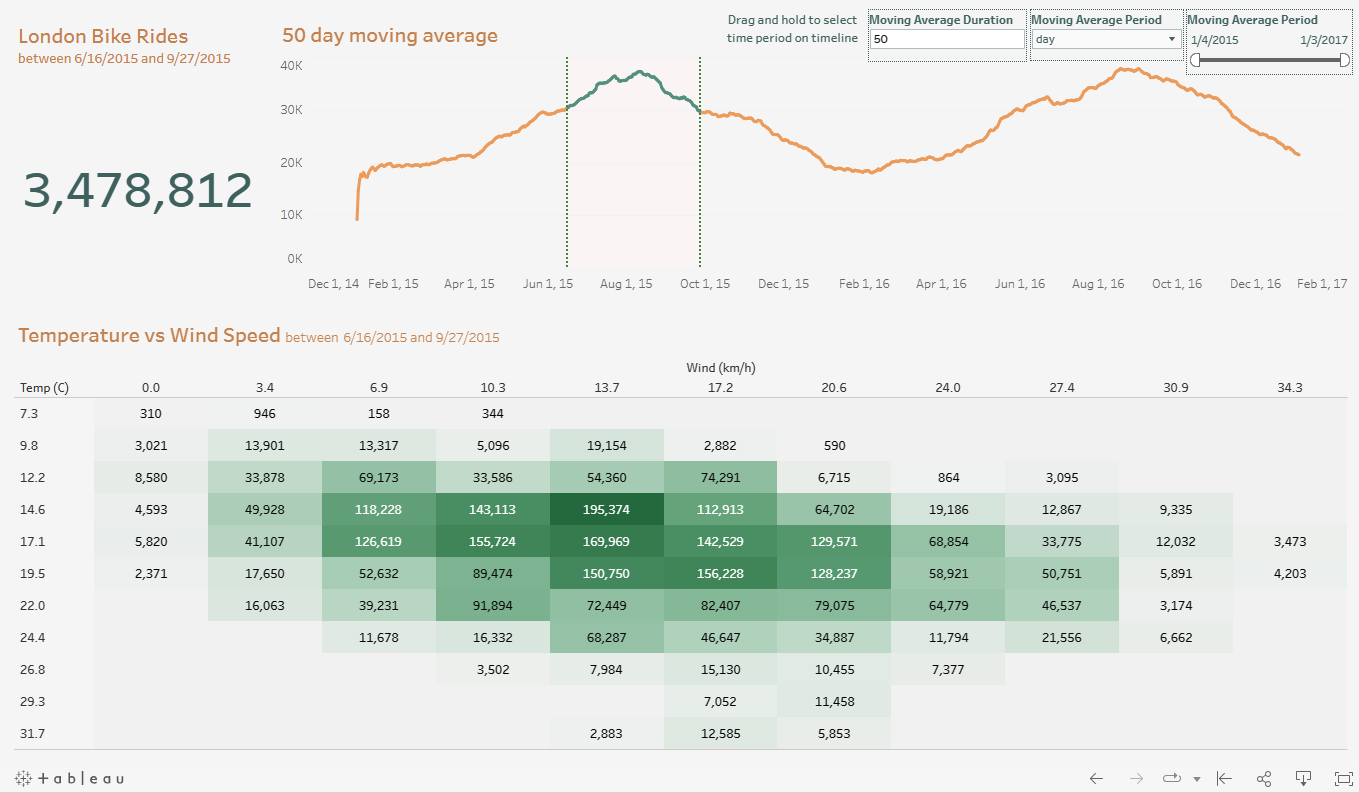 London Bike Rides
between 6/16/2015 and 9/27/2015
3,478,812
50 day moving average
Drag and hold to select
time period on timeline
Moving Average Duration
50
Moving Average Period
day
Moving Average Period
1/4/2015 1/3/2017
40K
30K
20K
10K
0K
Dec 1, 14 Feb 1, 15 Apr 1, 15 Jun 1, 15 Aug 1, 15 Oct 1, 15 Dec 1, 15 Feb 1, 16 Apr 1, 16 Jun 1, 16 Aug 1, 16 Oct 1, 16 Dec 1, 16 Feb 1, 17
Temperature vs Wind Speed between 6/16/2015 and 9/27/2015
Wind (km/h)
Temp (C) 0.0 3.4 6.9 10.3 13.7 17.2 20.6 24.0 27.4 30.9 34.3
7.3 310 946 158 344
9.8 3,021 13,901 13,317 5,096 19,154 2,882 590
12.2 8,580 33,878 69,173 33,586 54,360 74,291 6,715 864 3,095
14.6 4,593 49,928 118,228 143,113 195,374 112,913 64,702 19,186 12,867 9,335
17.1 5,820 41,107 126,619 155,724 169,969 142,529 129,571 68,854 33,775 12,032 3,473
19.5 2,371 17,650 52,632 89,474 150,750 156,228 128,237 58,921 50,751 5,891 4,203
22.0 16,063 39,231 91,894 72,449 82,407 79,075 64,779 46,537 3,174
24.4 11,678 16,332 68,287 46,647 34,887 11,794 21,556 6,662
26.8 3,502 7,984 15,130 10,455 7,377
29.3 7,052 11,458
31.7 2,883 12,585 5,853
+ableau